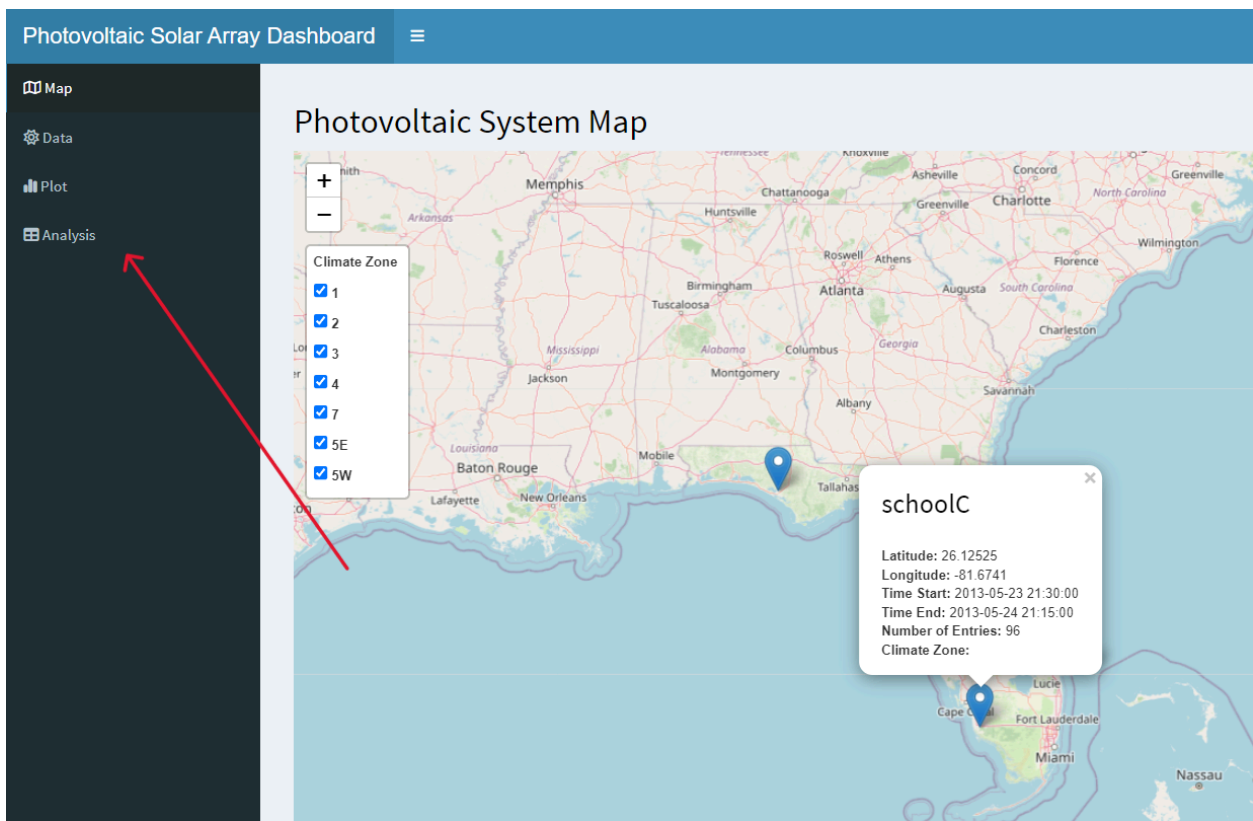 Photovoltaic Solar Array Dashboard
Map
Data
Plot
Analysis
Photovoltaic System Map
+
−
Climate Zone
1
2
3
4
7
5E
5W
Tennessee
Knoxville
Memphis
Chattanooga
Asheville
Concord
Greenville
Arkansas
Huntsville
Greenville
Charlotte
North Carolina
Wilmington
Roswell
Athens
Florence
Birmingham
Atlanta
Augusta
South Carolina
Tuscaloosa
Charleston
Mississippi
Alabama
Columbus
Georgia
Jackson
Montgomery
Savannah
Albany
Louisiana
Mobile
Baton Rouge
Lafayette
New Orleans
Tallahas
×
schoolC
Latitude: 26.12525
Longitude: -81.6741
Time Start: 2013-05-23 21:30:00
Time End: 2013-05-24 21:15:00
Number of Entries: 96
Climate Zone:
Lucie
Cape
al
Fort Lauderdale
Miami
Nassau